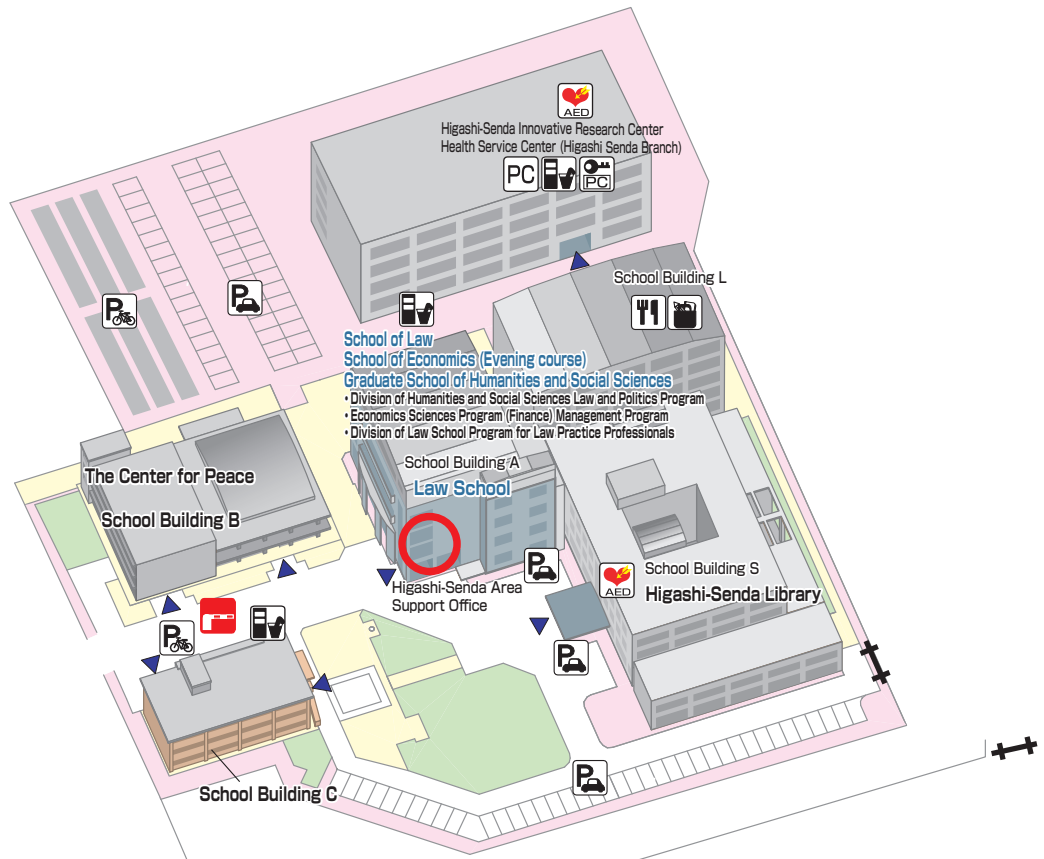 AED
Higashi-Senda Innovative Research Center
Health Service Center (Higashi Senda Branch)
PC
PC
School Building L
P
P
School of Law
School of Economics (Evening course)
Graduate School of Humanities and Social Sciences
・Division of Humanities and Social Sciences Law and Politics Program
・Economics Sciences Program (Finance) Management Program
・Division of Law School Program for Law Practice Professionals
School Building A
Law School
The Center for Peace
School Building B
P
Higashi-Senda Area
Support Office
AED
School Building S
Higashi-Senda Library
P
P
School Building C
P